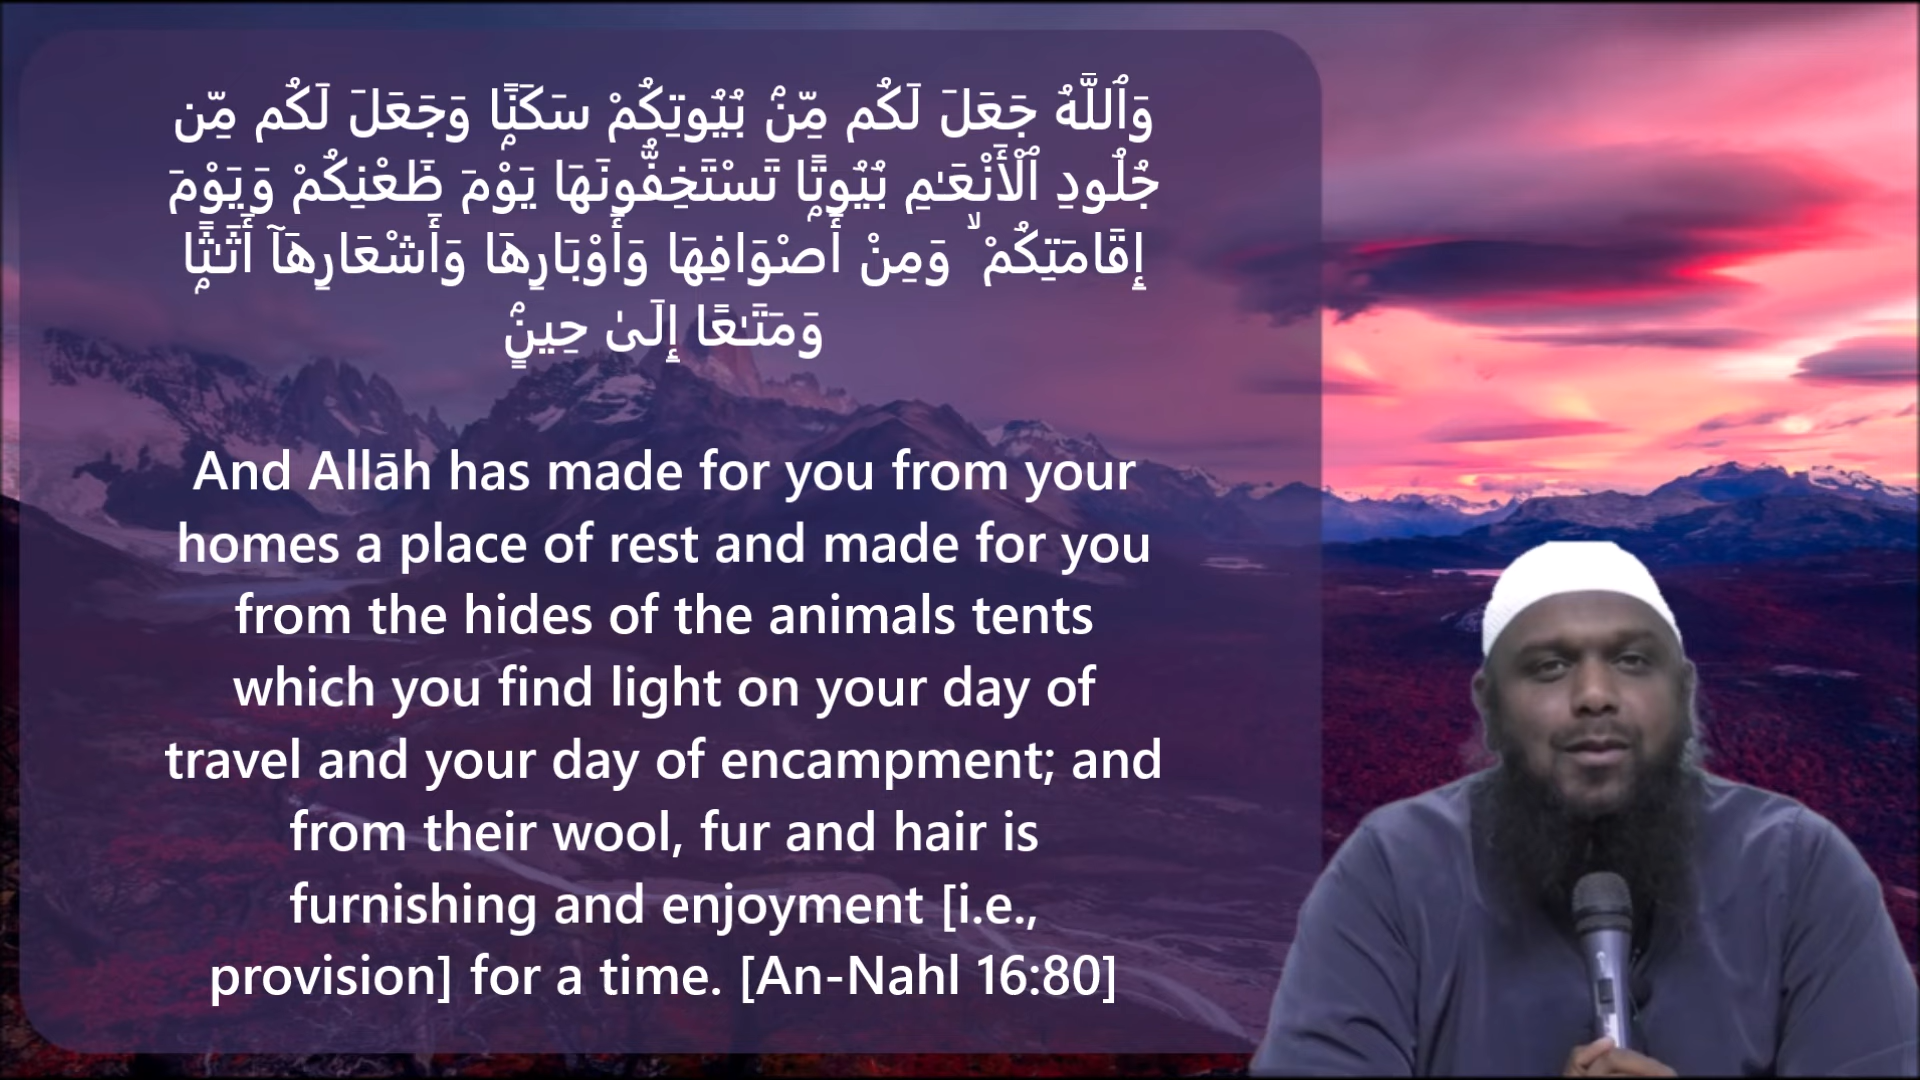 وَٱللَّهُ جَعَلَ لَكُم مِّنۢ بُيُوتِكُمْ سَكَنًۭا وَجَعَلَ لَكُم مِّن
جُلُودِ ٱلْأَنْعَـٰمِ بُيُوتًۭا تَسْتَخِفُّونَهَا يَوْمَ ظَعْنِكُمْ وَيَوْمَ
إِقَامَتِكُمْ ۙ وَمِنْ أَصْوَافِهَا وَأَوْبَارِهَا وَأَشْعَارِهَآ أَثَـٰثًۭا
وَمَتَـٰعًا إِلَىٰ حِينٍۢ
And Allāh has made for you from your
homes a place of rest and made for you
from the hides of the animals tents
which you find light on your day of
travel and your day of encampment; and
from their wool, fur and hair is
furnishing and enjoyment [i.e.,
provision] for a time. [An-Nahl 16:80]